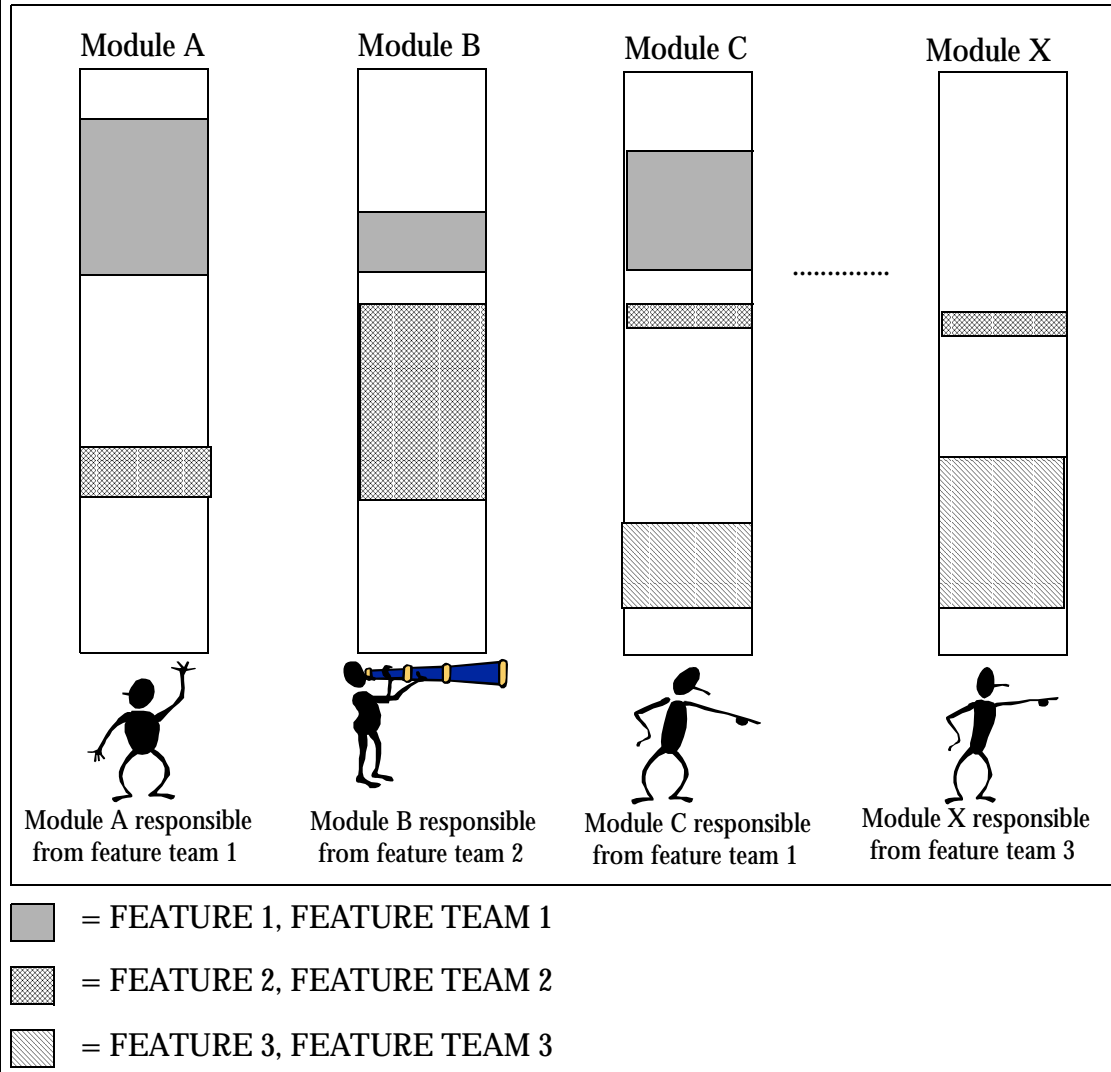 Module A
Module B
Module C
Module X
..............
Module A responsible
from feature team 1
Module B responsible
from feature team 2
Module C responsible
from feature team 1
Module X responsible
from feature team 3
= FEATURE 1, FEATURE TEAM 1
= FEATURE 2, FEATURE TEAM 2
= FEATURE 3, FEATURE TEAM 3